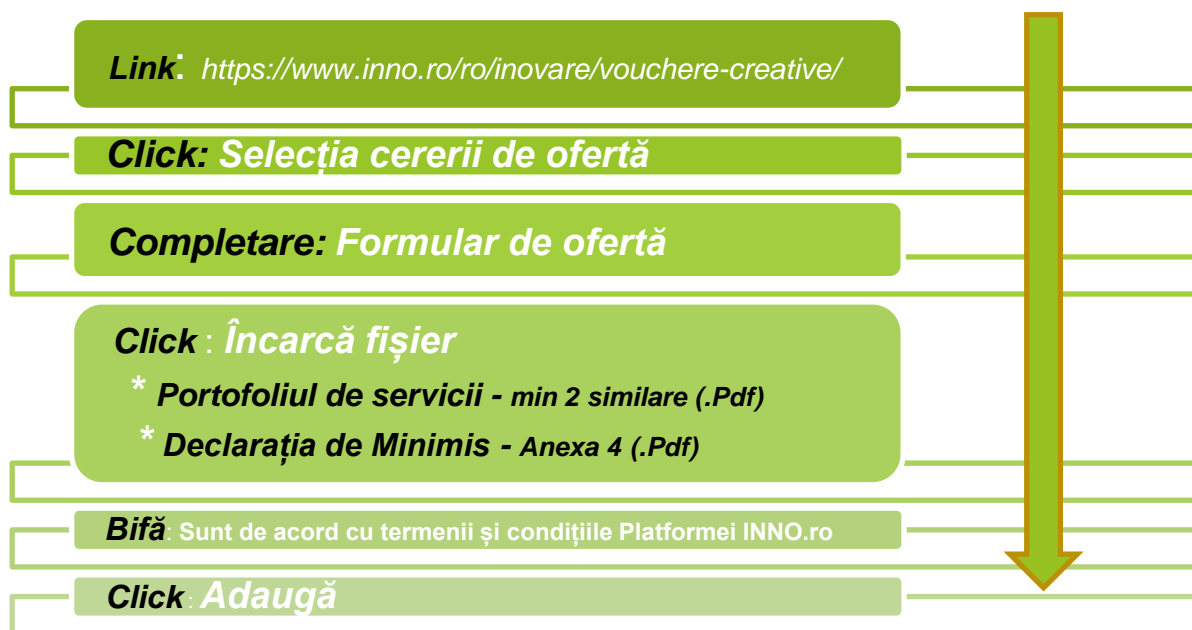 Link: https://www.inno.ro/ro/inovare/vouchere-creative/
Click: Selecția cererii de ofertă
Completare: Formular de ofertă
Click : Încarcă fișier
* Portofoliul de servicii - min 2 similare (.Pdf)
* Declarația de Minimis - Anexa 4 (.Pdf)
Bifă: Sunt de acord cu termenii și condițiile Platformei INNO.ro
Click : Adaugă